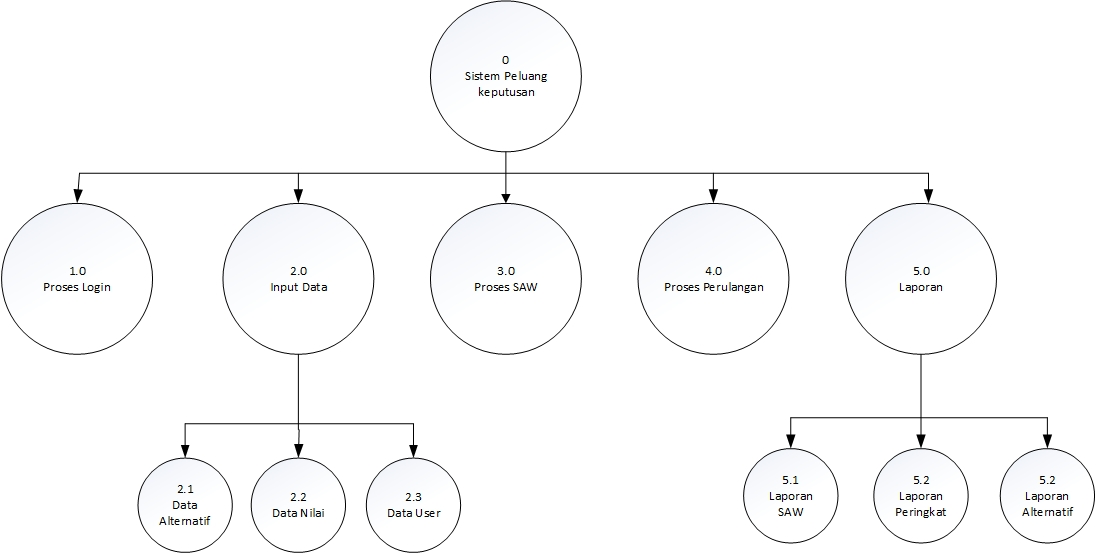 0
Sistem Peluang
keputusan
1.0
Proses Login
2.0
Input Data
3.0
Proses SAW
4.0
Proses Perulangan
5.0
Laporan
2.1
Data
Alternatif
2.2
Data Nilai
2.3
Data User
5.1
Laporan
SAW
5.2
Laporan
Peringkat
5.2
Laporan
Alternatif